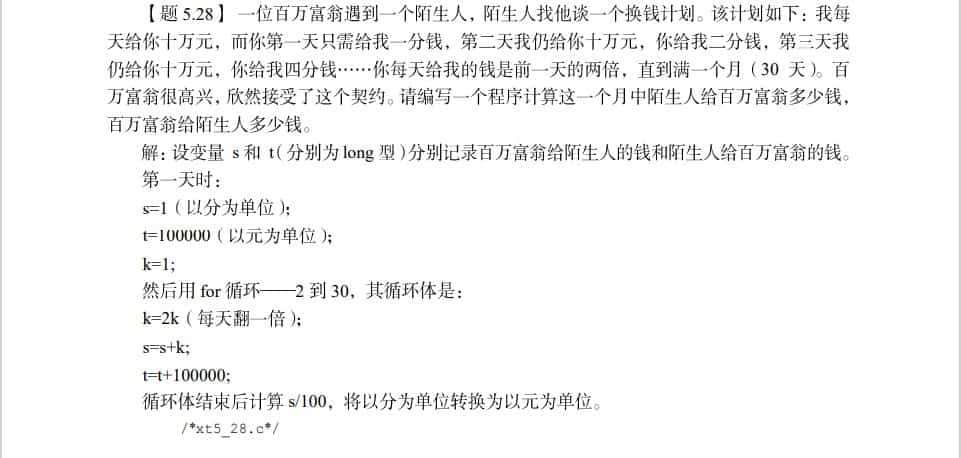 【题 5.28】 一位百万富翁遇到一个陌生人，陌生人找他谈一个换钱计划。该计划如下：我每
天给你十万元，而你第一天只需给我一分钱，第二天我仍给你十万元，你给我二分钱，第三天我
仍给你十万元，你给我四分钱……你每天给我的钱是前一天的两倍，直到满一个月（30 天）。百
万富翁很高兴，欣然接受了这个契约。请编写一个程序计算这一个月中陌生人给百万富翁多少钱，
百万富翁给陌生人多少钱。
解：设变量 s和 t（分别为long 型）分别记录百万富翁给陌生人的钱和陌生人给百万富翁的钱。
第一天时：
s=1（以分为单位）;
t=100000（以元为单位）;
k=1;
然后用 for 循环——2 到 30，其循环体是：
k=2k（每天翻一倍）;
s=s+k;
t=t+100000;
循环体结束后计算 s/100，将以分为单位转换为以元为单位。
/*xt5_28.c*/